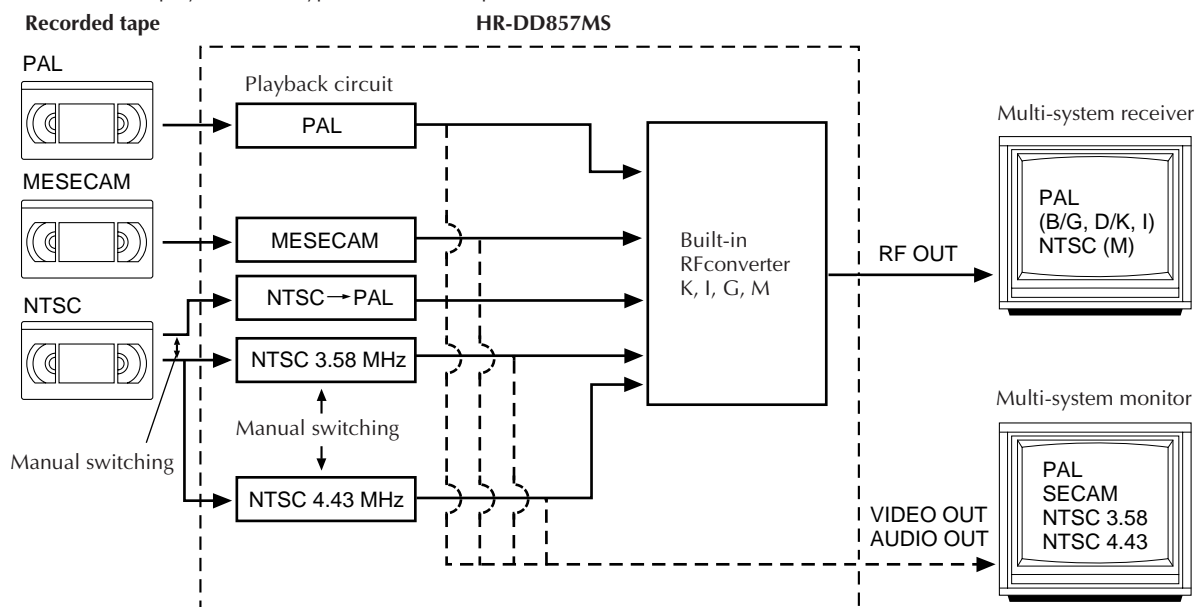 Recorded tape
HR-DD857MS
PAL
Playback circuit
PAL
MESECAM
MESECAM
NTSC
NTSC→PAL
NTSC 3.58 MHz
Manual switching
Manual switching
NTSC 4.43 MHz
Built-in
RFconverter
K, I, G, M
RF OUT
Multi-system receiver
PAL
(B/G, D/K, I)
NTSC (M)
VIDEO OUT
AUDIO OUT
Multi-system monitor
PAL
SECAM
NTSC 3.58
NTSC 4.43